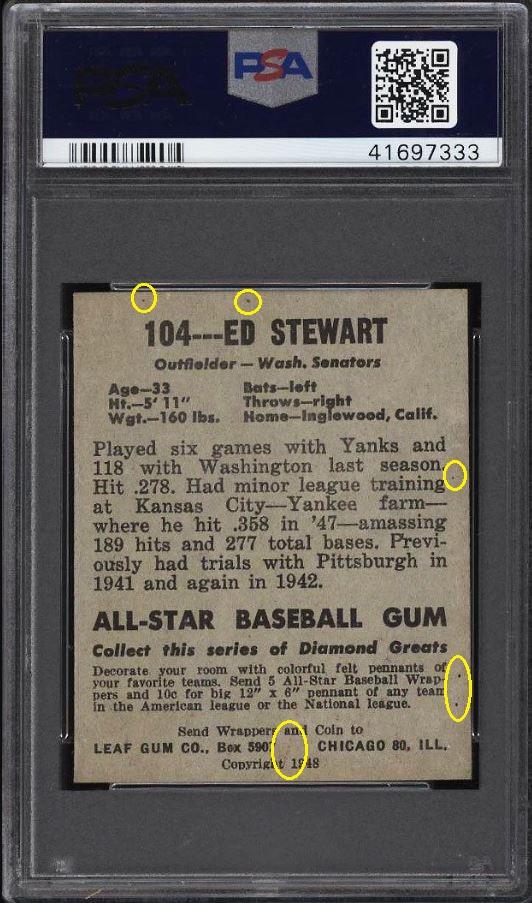 PSA
PSA
41697333
104---ED STEWART
Outfielder — Wash. Senators
Age—33 Bats—left
Ht.—5' 11" Throws—right
Wgt.—160 lbs. Home—Inglewood, Calif.
Played six games with Yanks and
118 with Washington last season.
Hit .278. Had minor league training
at Kansas City—Yankee farm—
where he hit .358 in '47—amassing
189 hits and 277 total bases. Previ-
ously had trials with Pittsburgh in
1941 and again in 1942.
ALL-STAR BASEBALL GUM
Collect this series of Diamond Greats
Decorate your room with colorful felt pennants of
your favorite teams. Send 5 All-Star Baseball Wrap-
pers and 10c for big 12" x 6" pennant of any team
in the American league or the National league.
Send Wrappers and Coin to
LEAF GUM CO., Box 5907 CHICAGO 80, ILL.
Copyright 1948